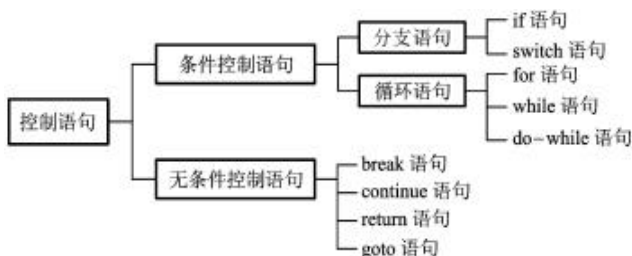 控制语句
条件控制语句
分支语句
if 语句
switch 语句
循环语句
for 语句
while 语句
do-while 语句
无条件控制语句
break 语句
continue 语句
return 语句
goto 语句